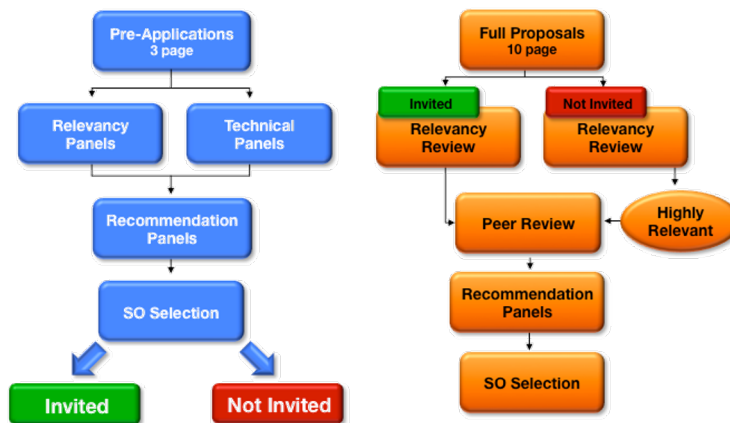 Pre-Applications
3 page
Relevancy
Panels
Technical
Panels
Recommendation
Panels
SO Selection
Invited
Not Invited
Full Proposals
10 page
Invited
Relevancy
Review
Not Invited
Relevancy
Review
Peer Review
Highly
Relevant
Recommendation
Panels
SO Selection